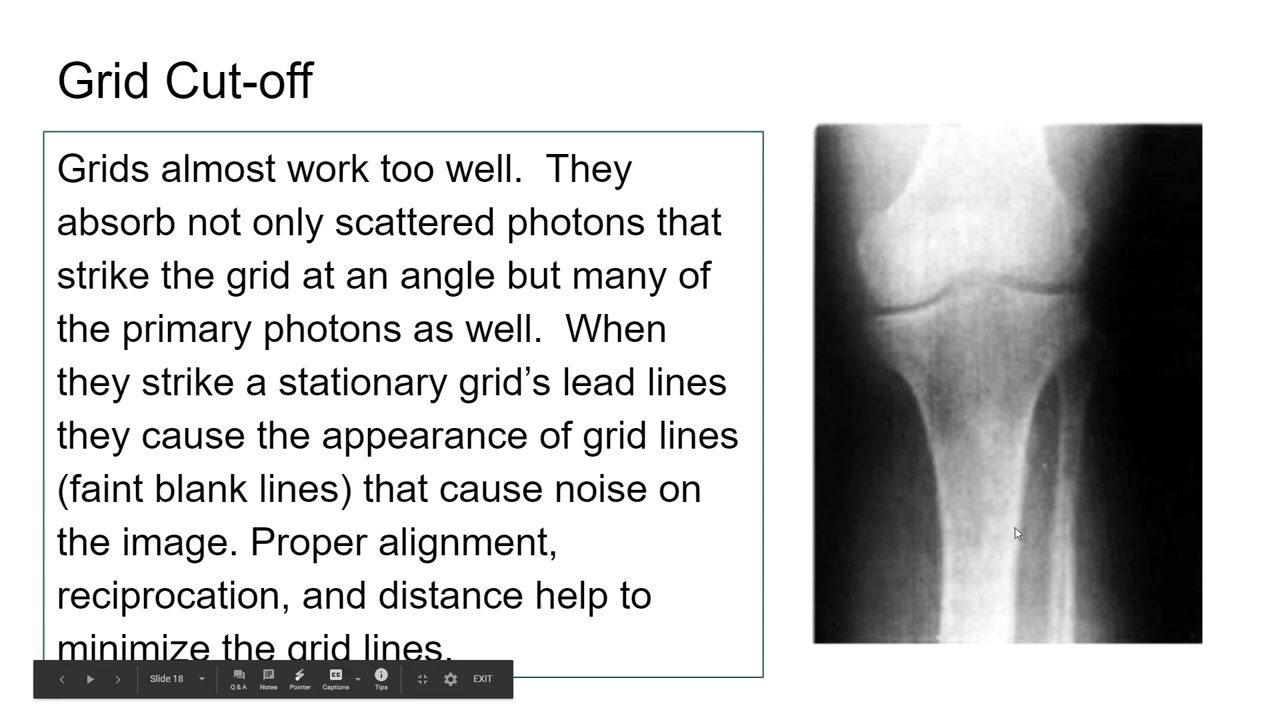 Grid Cut-off
Grids almost work too well.  They
absorb not only scattered photons that
strike the grid at an angle but many of
the primary photons as well.  When
they strike a stationary grid’s lead lines
they cause the appearance of grid lines
(faint blank lines) that cause noise on
the image. Proper alignment,
reciprocation, and distance help to
minimize the grid lines.
Slide 18
Q & A
Notes
Pointer
Captions
Tips
EXIT